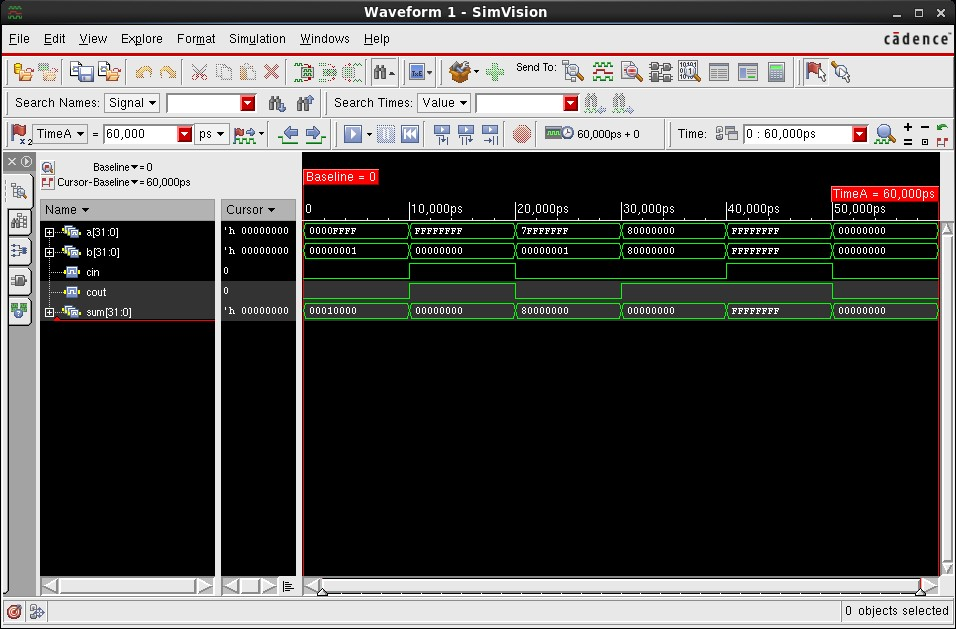 Waveform 1 - SimVision
File Edit View Explore Format Simulation Windows Help
cādence
Send To:
Search Names: Signal
Search Times: Value
TimeA = 60,000 ps
60,000ps + 0
Time: 0 : 60,000ps
Baseline = 0
Cursor-Baseline = 60,000ps
Baseline = 0
TimeA = 60,000ps
Name Cursor 0 10,000ps 20,000ps 30,000ps 40,000ps 50,000ps
a[31:0] 'h 00000000 0000FFFF FFFFFFFF 7FFFFFFF 80000000 FFFFFFFF 00000000
b[31:0] 'h 00000000 00000001 00000000 00000001 80000000 FFFFFFFF 00000000
cin 0
cout 0
sum[31:0] 'h 00000000 00010000 00000000 80000000 00000000 FFFFFFFF 00000000
0 objects selected